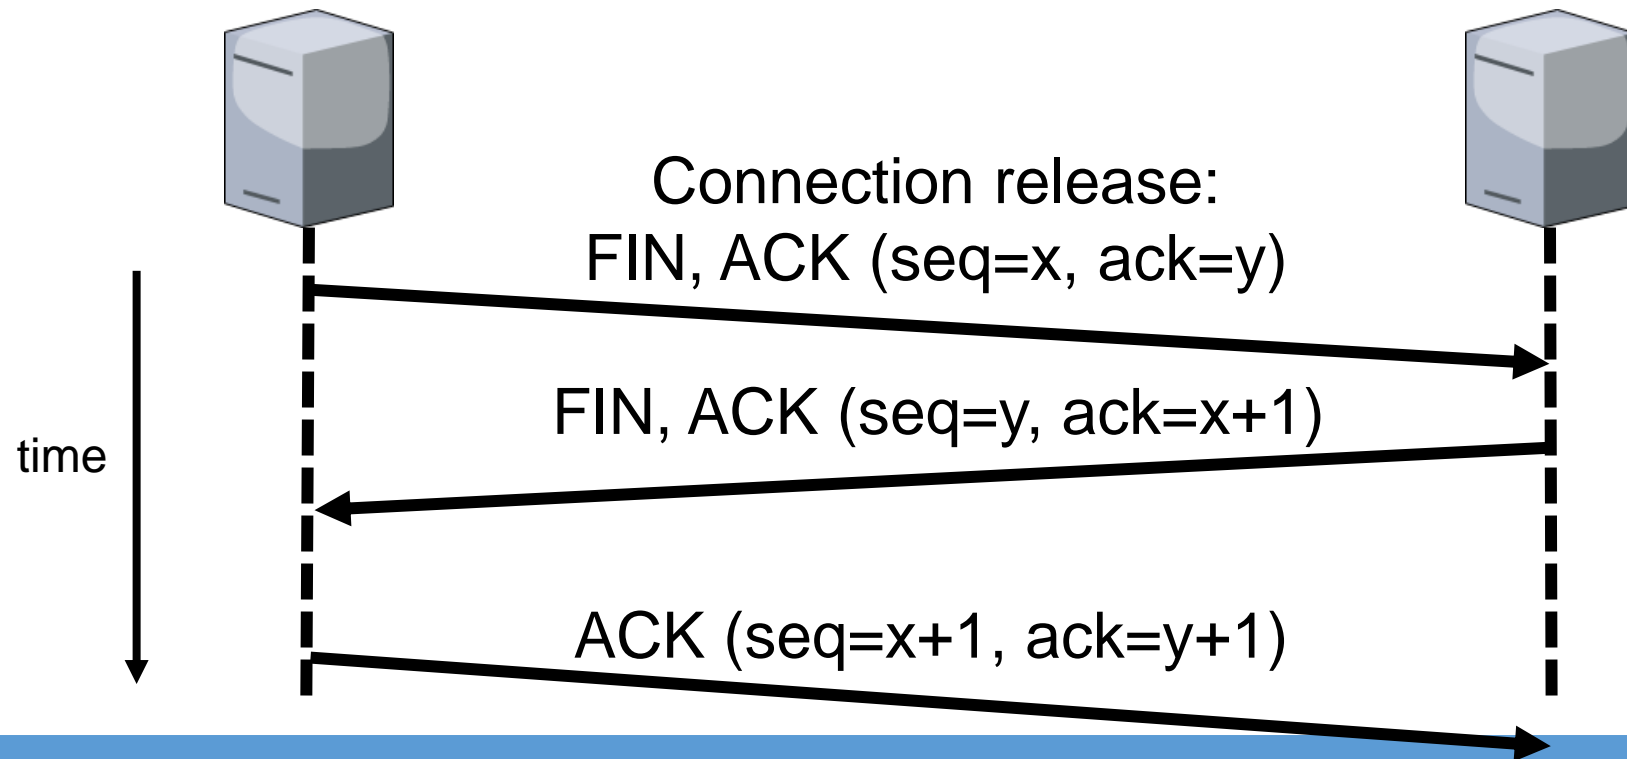 Connection release:
FIN, ACK (seq=x, ack=y)
FIN, ACK (seq=y, ack=x+1)
time
ACK (seq=x+1, ack=y+1)